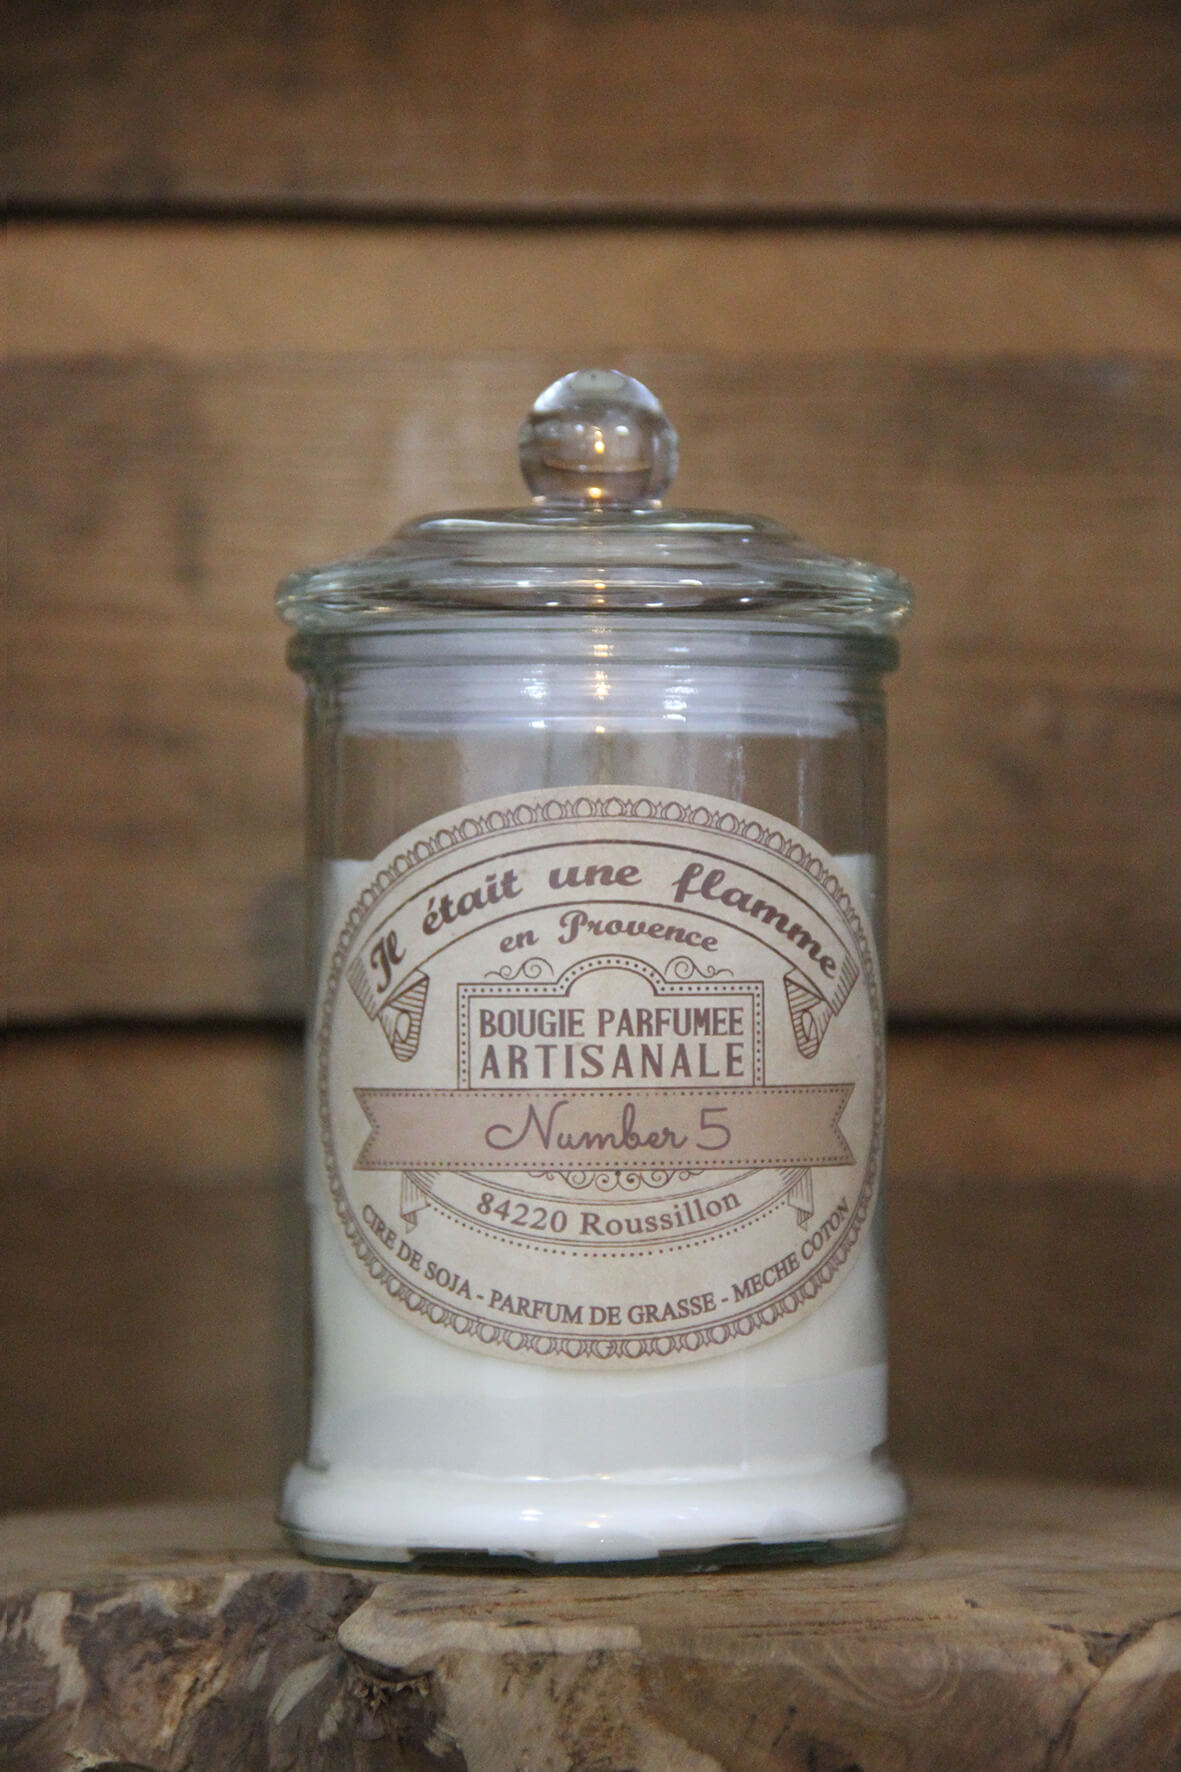 Il était une flamme
en Provence
BOUGIE PARFUMEE
ARTISANALE
Number 5
84220 Roussillon
CIRE DE SOJA - PARFUM DE GRASSE - MECHE COTON